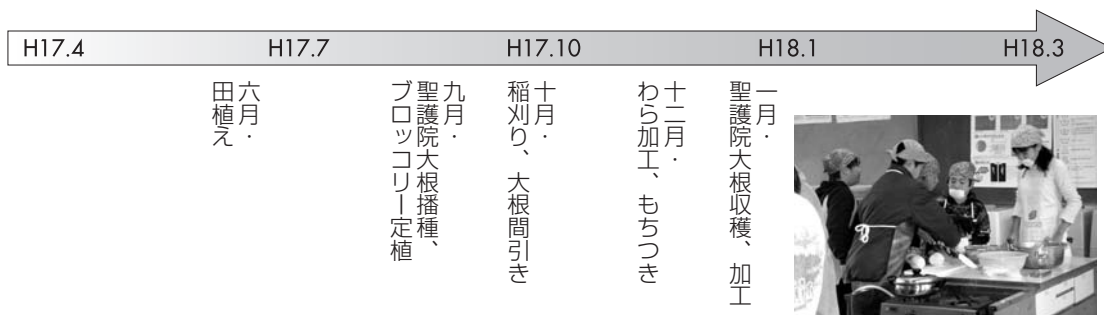 H17.4
H17.7
H17.10
H18.1
H18.3
六月・
田植え
九月・
聖護院大根播種、
ブロッコリー定植
十月・
稲刈り、大根間引き
十二月・
わら加工、もちつき
一月・
聖護院大根収穫、加工